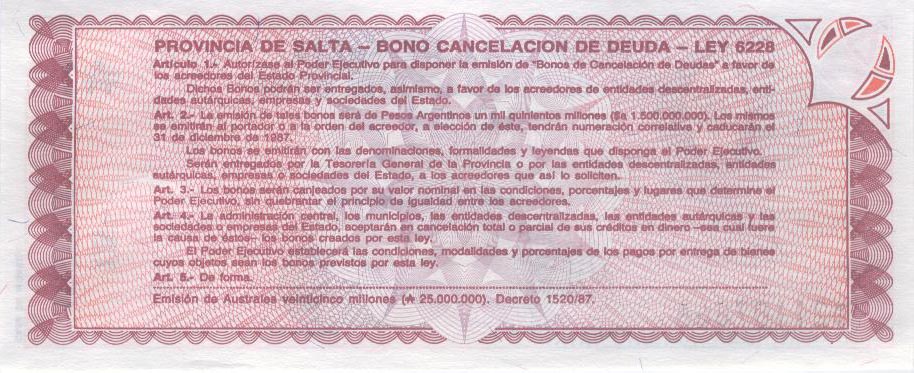 PROVINCIA DE SALTA – BONO CANCELACION DE DEUDA – LEY 6228
Artículo 1.- Autorízase al Poder Ejecutivo para disponer la emisión de "Bonos de Cancelación de Deudas" a favor de
los acreedores del Estado Provincial.
Dichos Bonos podrán ser entregados, asimismo, a favor de los acreedores de entidades descentralizadas, enti-
dades autárquicas, empresas y sociedades del Estado.
Art. 2.- La emisión de tales bonos será de Pesos Argentinos un mil quinientos millones ($a 1.500.000.000). Los mismos
se emitirán al portador o a la orden del acreedor, a elección de éste, tendrán numeración correlativa y caducarán el
31 de diciembre de 1987.
Los bonos se emitirán con las denominaciones, formalidades y leyendas que disponga el Poder Ejecutivo.
Serán entregados por la Tesorería General de la Provincia o por las entidades descentralizadas, entidades
autárquicas, empresas o sociedades del Estado, a los acreedores que así lo soliciten.
Art. 3.- Los bonos serán canjeados por su valor nominal en las condiciones, porcentajes y lugares que determine el
Poder Ejecutivo, sin quebrantar el principio de igualdad entre los acreedores.
Art. 4.- La administración central, los municipios, las entidades descentralizadas, las entidades autárquicas y las
sociedades o empresas del Estado, aceptarán en cancelación total o parcial de sus créditos en dinero –sea cual fuere
la causa de éstos– los bonos creados por esta ley.
El Poder Ejecutivo establecerá las condiciones, modalidades y porcentajes de los pagos por entrega de bienes
cuyos objetos sean los bonos previstos por esta ley.
Art. 5.- De forma.
Emisión de Australes veinticinco millones (₳ 25.000.000). Decreto 1520/87.